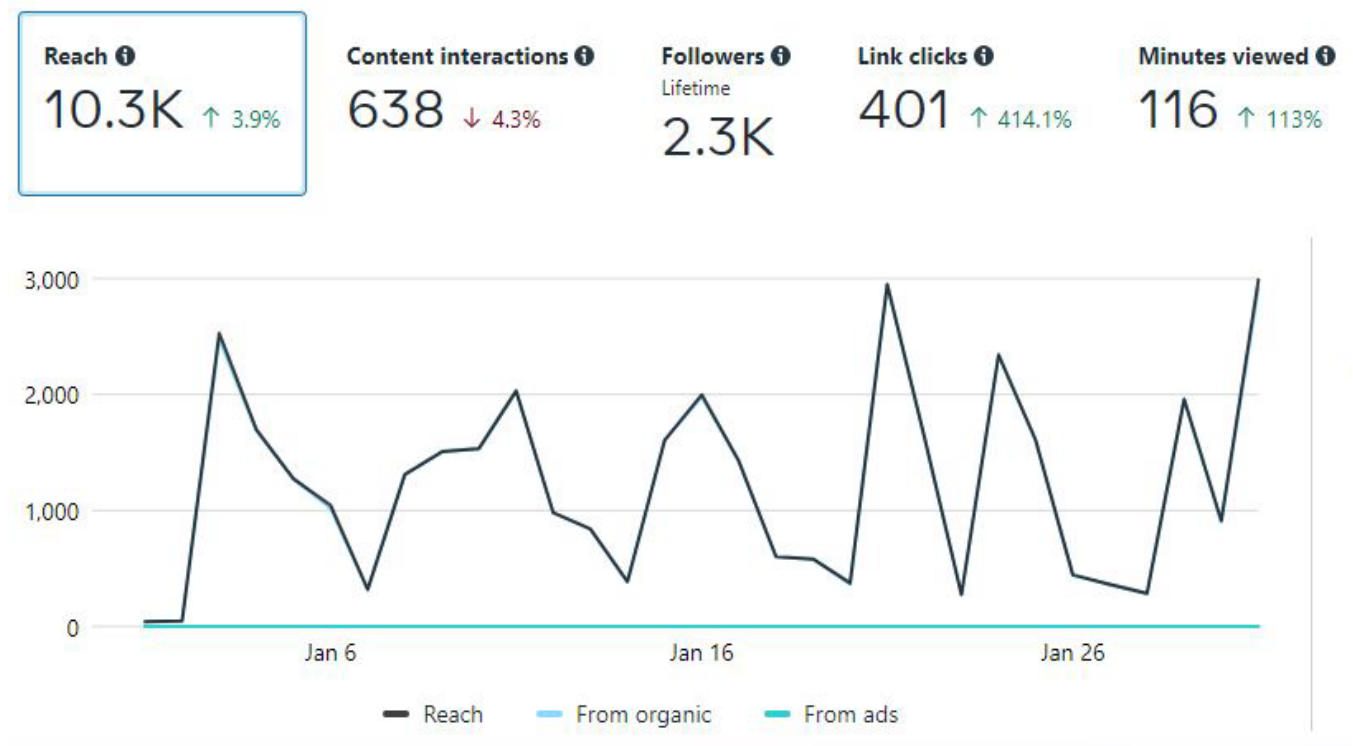 Reach
10.3K ↑ 3.9%
Content interactions
638 ↓ 4.3%
Followers
Lifetime
2.3K
Link clicks
401 ↑ 414.1%
Minutes viewed
116 ↑ 113%
3,000
2,000
1,000
0
Jan 6 Jan 16 Jan 26
Reach From organic From ads